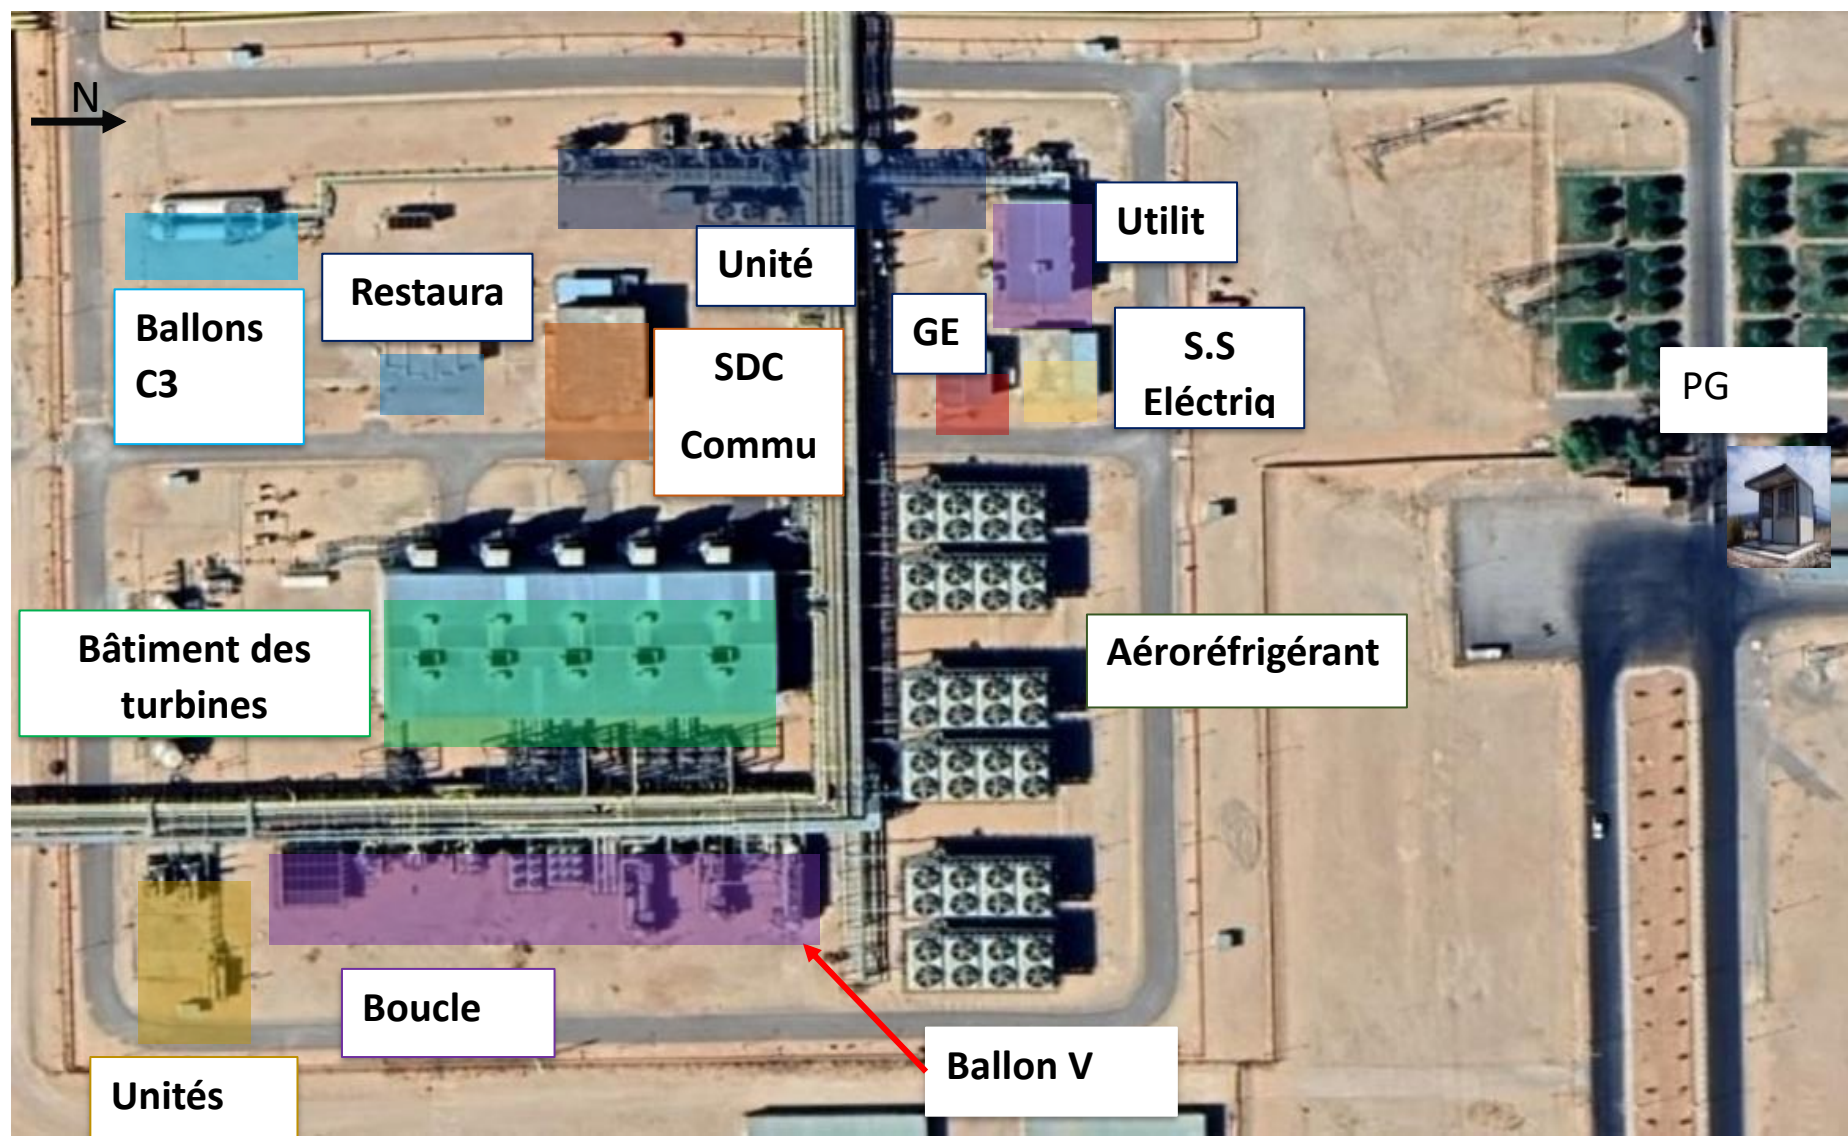 N
Utilit
Unité
Restaura
Ballons
C3
GE
S.S
Eléctriq
SDC
Commu
PG
Bâtiment des
turbines
Aéroréfrigérant
Boucle
Ballon V
Unités